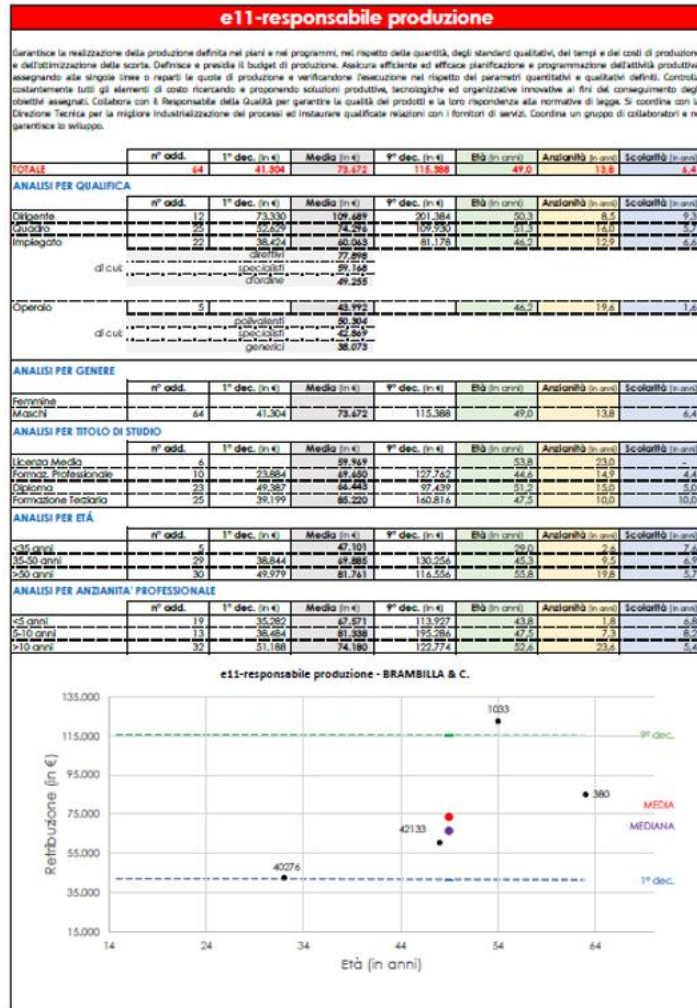 e11-responsabile produzione
Garantisce la realizzazione della produzione definita nei piani e nei programmi, nel rispetto della quantità, degli standard qualitativi, dei tempi e dei costi di produzione
e dell'ottimizzazione delle scorte. Definisce e presidia il budget di produzione. Assicura efficiente ed efficace pianificazione e programmazione dell'attività produttiva
assegnando alle singole linee o reparti le quote di produzione e verificandone l'esecuzione nel rispetto dei parametri quantitativi e qualitativi definiti. Controlla
costantemente tutti gli elementi di costo ricercando e proponendo soluzioni produttive, tecnologiche ed organizzative innovative ai fini del conseguimento degli
obiettivi assegnati. Collabora con il Responsabile della Qualità per garantire la qualità dei prodotti e la loro rispondenza alle normative di legge. Si coordina con la
Direzione Tecnica per la migliore industrializzazione dei processi ed instaurare qualificate relazioni con i fornitori di servizi. Coordina un gruppo di collaboratori e ne
garantisce lo sviluppo.
n° add. 1° dec. (in €) Media (in €) 9° dec. (in €) Età (in anni) Anzianità (in anni) Scolarità (in anni)
TOTALE 64 41.304 73.672 115.388 49,0 13,8 6,4
ANALISI PER QUALIFICA
n° add. 1° dec. (in €) Media (in €) 9° dec. (in €) Età (in anni) Anzianità (in anni) Scolarità (in anni)
Dirigente 12 73.330 109.689 201.384 50,3 8,5
Quadro 25 52.629 74.296 109.930 51,3 16,0 5,7
Impiegato 22 38.424 60.063 81.178 46,2 12,9 6,6
direttivi 77.898
di cui: specialisti 59.168
d'ordine 49.255
Operaio 5 43.992 46,2 19,6 1,6
polivalenti 50.304
di cui: specialisti 42.869
generici 38.073
ANALISI PER GENERE
n° add. 1° dec. (in €) Media (in €) 9° dec. (in €) Età (in anni) Anzianità (in anni) Scolarità (in anni)
Femmine
Maschi 64 41.304 73.672 115.388 49,0 13,8 6,4
ANALISI PER TITOLO DI STUDIO
n° add. 1° dec. (in €) Media (in €) 9° dec. (in €) Età (in anni) Anzianità (in anni) Scolarità (in anni)
Licenza Media 6 59.969 53,8 23,0 -
Formaz. Professionale 10 23.884 69.650 127.762 44,6 14,9 4,4
Diploma 23 49.387 66.443 97.439 51,2 15,0 5,0
Formazione Terziaria 25 39.199 85.220 160.816 47,5 10,0 10,0
ANALISI PER ETÁ
n° add. 1° dec. (in €) Media (in €) 9° dec. (in €) Età (in anni) Anzianità (in anni) Scolarità (in anni)
<35 anni 5 47.101 29,0 2,6
35-50 anni 29 38.844 69.885 130.256 45,3 9,5 6,9
>50 anni 30 49.979 81.761 116.556 55,8 19,8 5,7
ANALISI PER ANZIANITA' PROFESSIONALE
n° add. 1° dec. (in €) Media (in €) 9° dec. (in €) Età (in anni) Anzianità (in anni) Scolarità (in anni)
<5 anni 19 35.282 67.571 113.927 43,8 1,8 6,8
5-10 anni 13 38.484 81.338 195.286 47,5 7,3 8,2
>10 anni 32 51.188 74.180 122.774 52,6 23,6 5,4
e11-responsabile produzione - BRAMBILLA & C.
Retribuzione (in €)
135.000
1033
115.000 9° dec.
95.000
380
75.000 MEDIA
42133 MEDIANA
55.000
40276
35.000 1° dec.
15.000
14 24 34 44 54 64
Età (in anni)